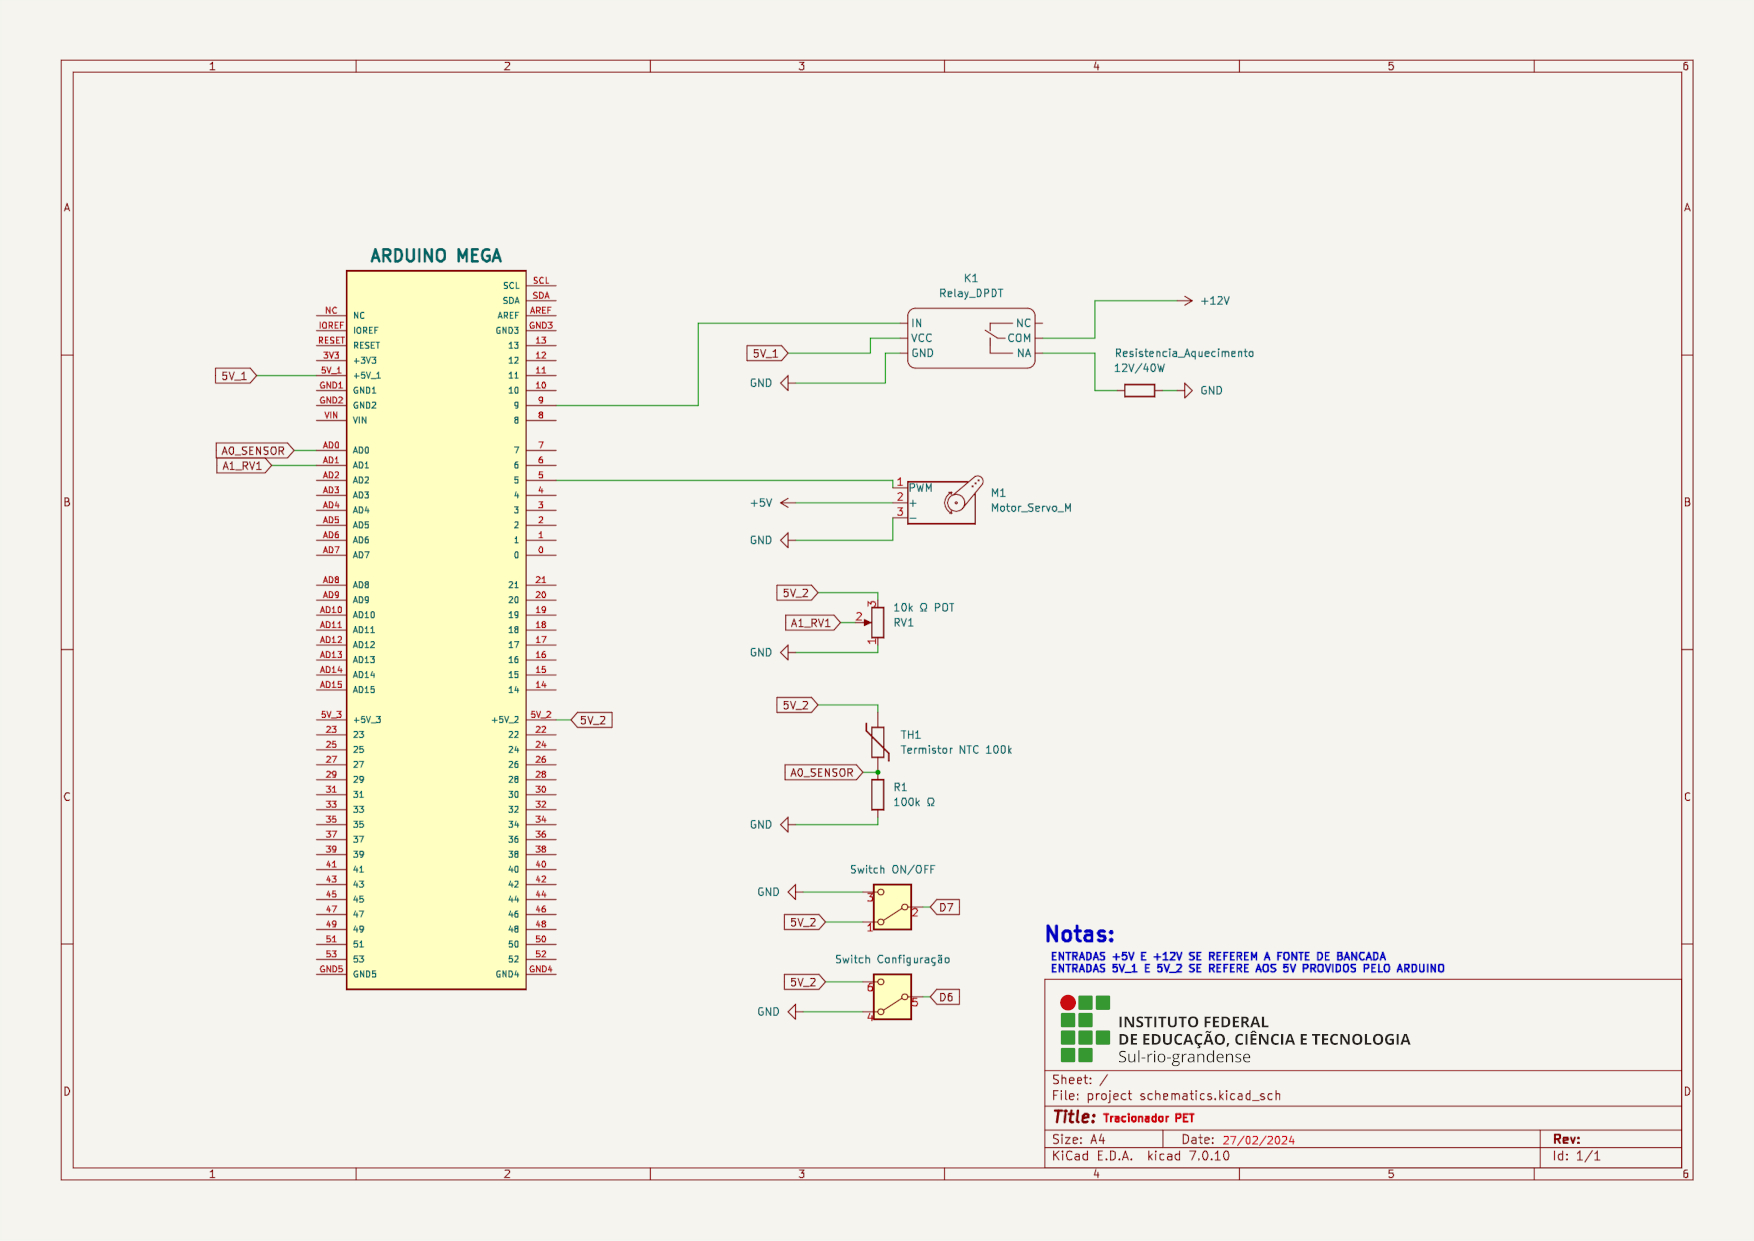 1 2 3 4 5 6
A A
B B
C C
D D
ARDUINO MEGA
SCL SCL
SDA SDA
NC NC AREF AREF
IOREF IOREF GND3 GND3
RESET RESET 13 13
3V3 +3V3 12 12
5V_1 5V_1 +5V_1 11 11
GND1 GND1 10 10
GND2 GND2 9 9
VIN VIN 8 8
A0_SENSOR AD0 AD0 7 7
A1_RV1 AD1 AD1 6 6
AD2 AD2 5 5
AD3 AD3 4 4
AD4 AD4 3 3
AD5 AD5 2 2
AD6 AD6 1 1
AD7 AD7 0 0
AD8 AD8 21 21
AD9 AD9 20 20
AD10 AD10 19 19
AD11 AD11 18 18
AD12 AD12 17 17
AD13 AD13 16 16
AD14 AD14 15 15
AD15 AD15 14 14
5V_3 +5V_3 +5V_2 5V_2 5V_2
23 23 22 22
25 25 24 24
27 27 26 26
29 29 28 28
31 31 30 30
33 33 32 32
35 35 34 34
37 37 36 36
39 39 38 38
41 41 40 40
43 43 42 42
45 45 44 44
47 47 46 46
49 49 48 48
51 51 50 50
53 53 52 52
GND5 GND5 GND4 GND4
K1
Relay_DPDT
IN NC
VCC COM
GND NA
5V_1
GND
+12V
Resistencia_Aquecimento
12V/40W
GND
1 PWM
+5V 2 +
3 −
GND
M1
Motor_Servo_M
5V_2
3
A1_RV1 2
1
GND
10k Ω POT
RV1
5V_2
TH1
Termistor NTC 100k
A0_SENSOR
R1
100k Ω
GND
Switch ON/OFF
GND 3
2 D7
5V_2 1
Switch Configuração
5V_2 6
5 D6
GND 4
Notas:
ENTRADAS +5V E +12V SE REFEREM A FONTE DE BANCADA
ENTRADAS 5V_1 E 5V_2 SE REFERE AOS 5V PROVIDOS PELO ARDUINO
INSTITUTO FEDERAL
DE EDUCAÇÃO, CIÊNCIA E TECNOLOGIA
Sul-rio-grandense
Sheet: /
File: project schematics.kicad_sch
Title: Tracionador PET
Size: A4 Date: 27/02/2024 Rev:
KiCad E.D.A. kicad 7.0.10 Id: 1/1
1 2 3 4 5 6